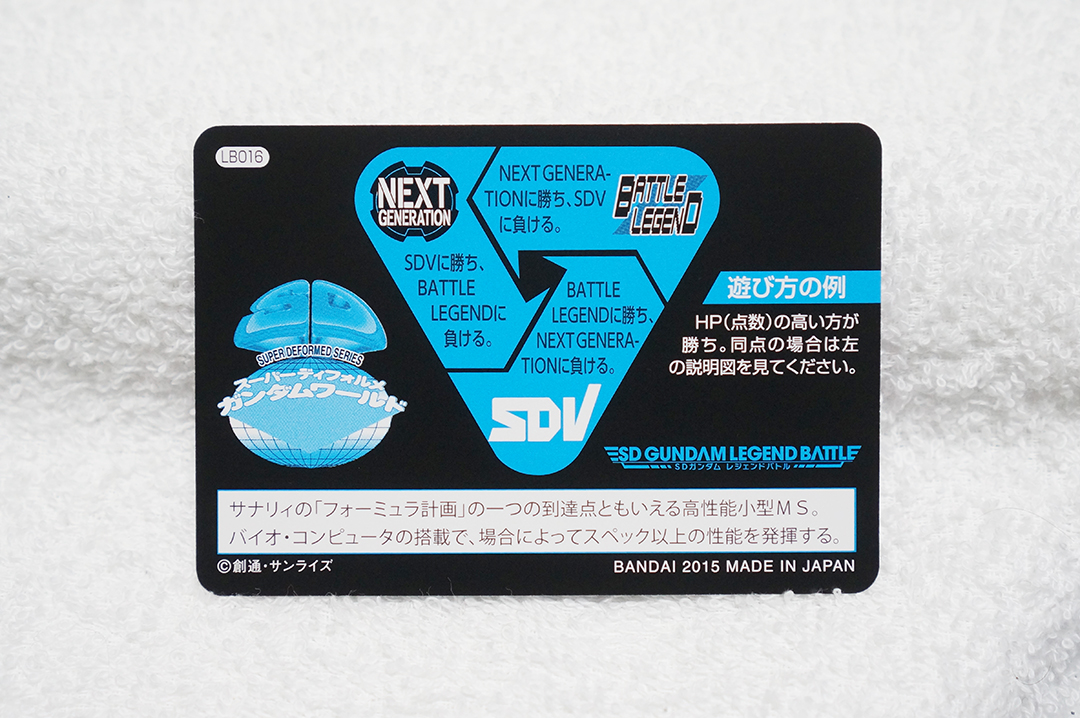 LB016
NEXT
GENERATION
NEXT GENERA-
TIONに勝ち、SDV
に負ける。
BATTLE
LEGEND
SDVに勝ち、
BATTLE
LEGENDに
負ける。
BATTLE
LEGENDに勝ち、
NEXT GENERA-
TIONに負ける。
SDV
遊び方の例
HP(点数)の高い方が
勝ち。同点の場合は左
の説明図を見てください。
SUPER DEFORMED SERIES
スーパーディフォルメ
ガンダムワールド
SD GUNDAM LEGEND BATTLE
SDガンダム レジェンドバトル
サナリィの「フォーミュラ計画」の一つの到達点ともいえる高性能小型MS。
バイオ・コンピュータの搭載で、場合によってスペック以上の性能を発揮する。
©創通・サンライズ
BANDAI 2015 MADE IN JAPAN